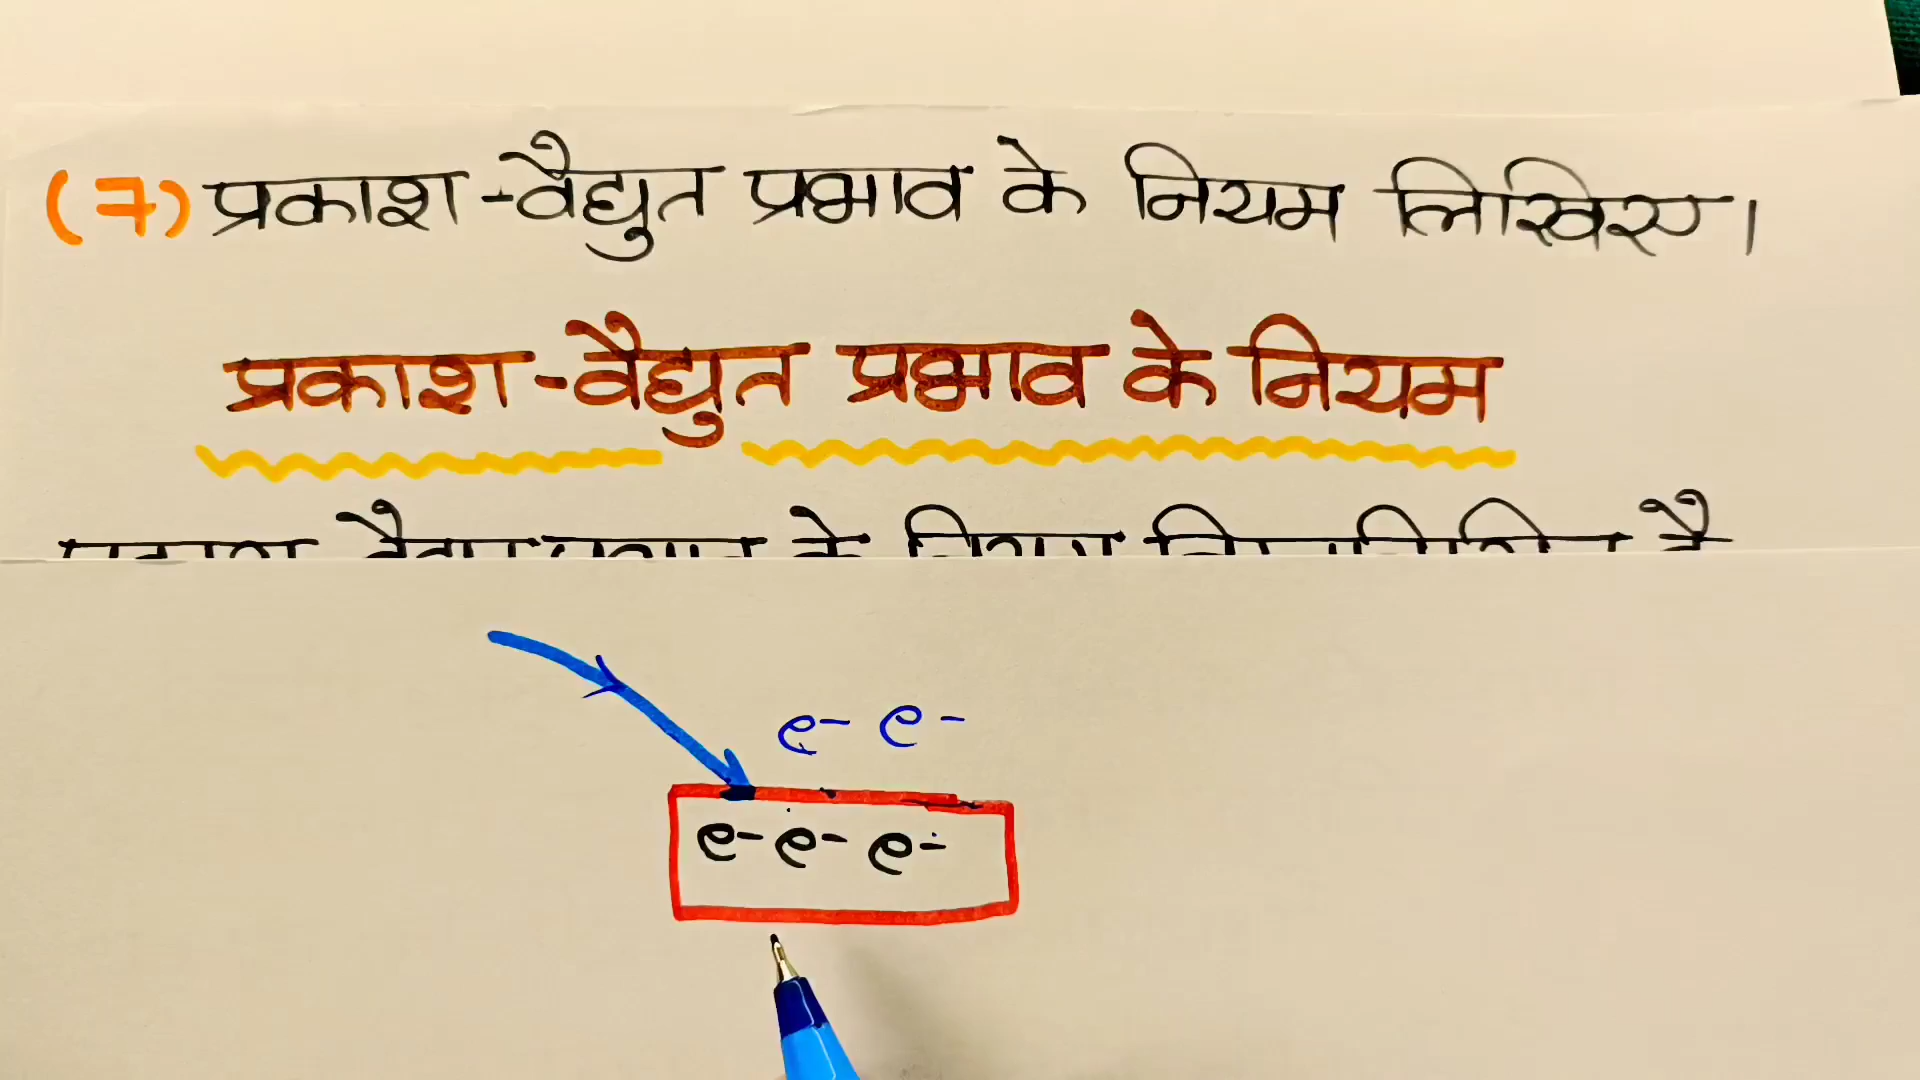 (7) प्रकाश-वैद्युत प्रभाव के नियम लिखिए।
प्रकाश-वैद्युत प्रभाव के नियम
के
e- e-
e- e- e-